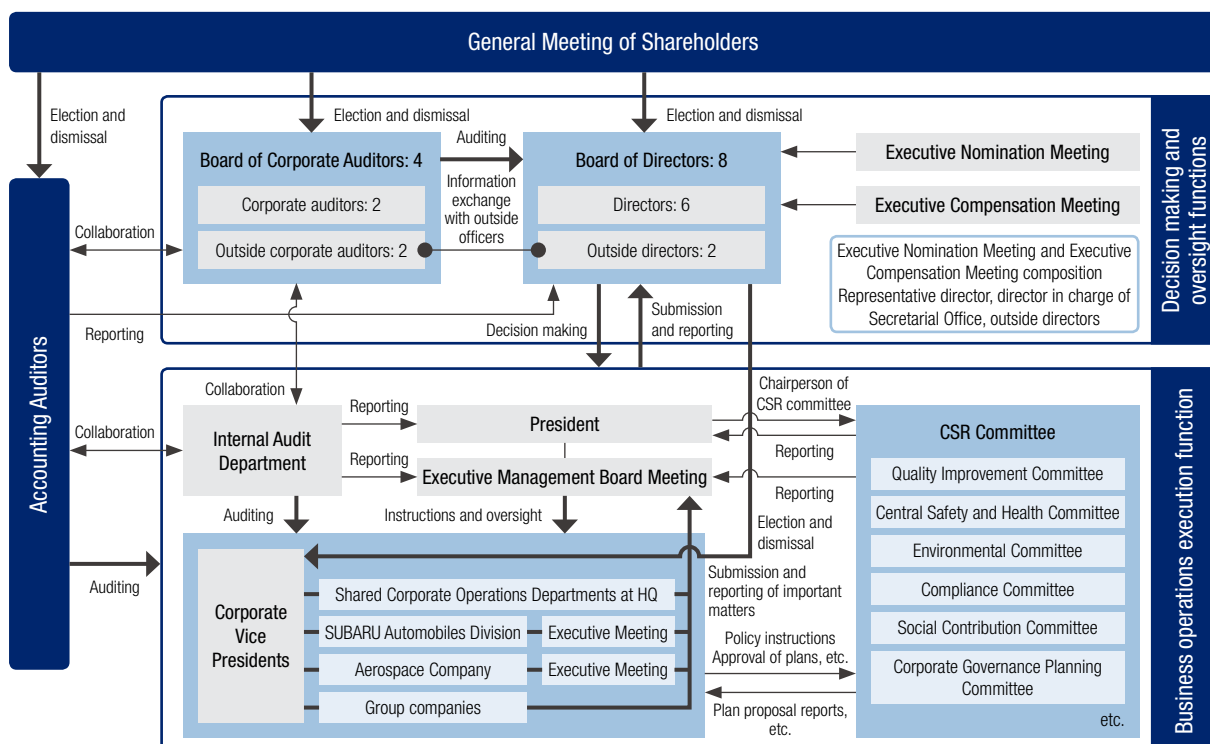 General Meeting of Shareholders
Election and
dismissal
Election and dismissal
Election and dismissal
Auditing
Board of Corporate Auditors: 4
Corporate auditors: 2
Outside corporate auditors: 2
Information
exchange
with outside
officers
Board of Directors: 8
Directors: 6
Outside directors: 2
Executive Nomination Meeting
Executive Compensation Meeting
Executive Nomination Meeting and Executive
Compensation Meeting composition
Representative director, director in charge of
Secretarial Office, outside directors
Decision making and
oversight functions
Accounting Auditors
Collaboration
Reporting
Decision making
Submission
and reporting
Collaboration
Collaboration
Internal Audit
Department
Reporting
Reporting
President
Executive Management Board Meeting
Chairperson of
CSR committee
Reporting
Reporting
Auditing
Instructions and oversight
Election and
dismissal
Auditing
Corporate
Vice
Presidents
Shared Corporate Operations Departments at HQ
SUBARU Automobiles Division
Executive Meeting
Aerospace Company
Executive Meeting
Group companies
Submission and
reporting of important
matters
Policy instructions
Approval of plans, etc.
Plan proposal reports,
etc.
CSR Committee
Quality Improvement Committee
Central Safety and Health Committee
Environmental Committee
Compliance Committee
Social Contribution Committee
Corporate Governance Planning
Committee
etc.
Business operations execution function